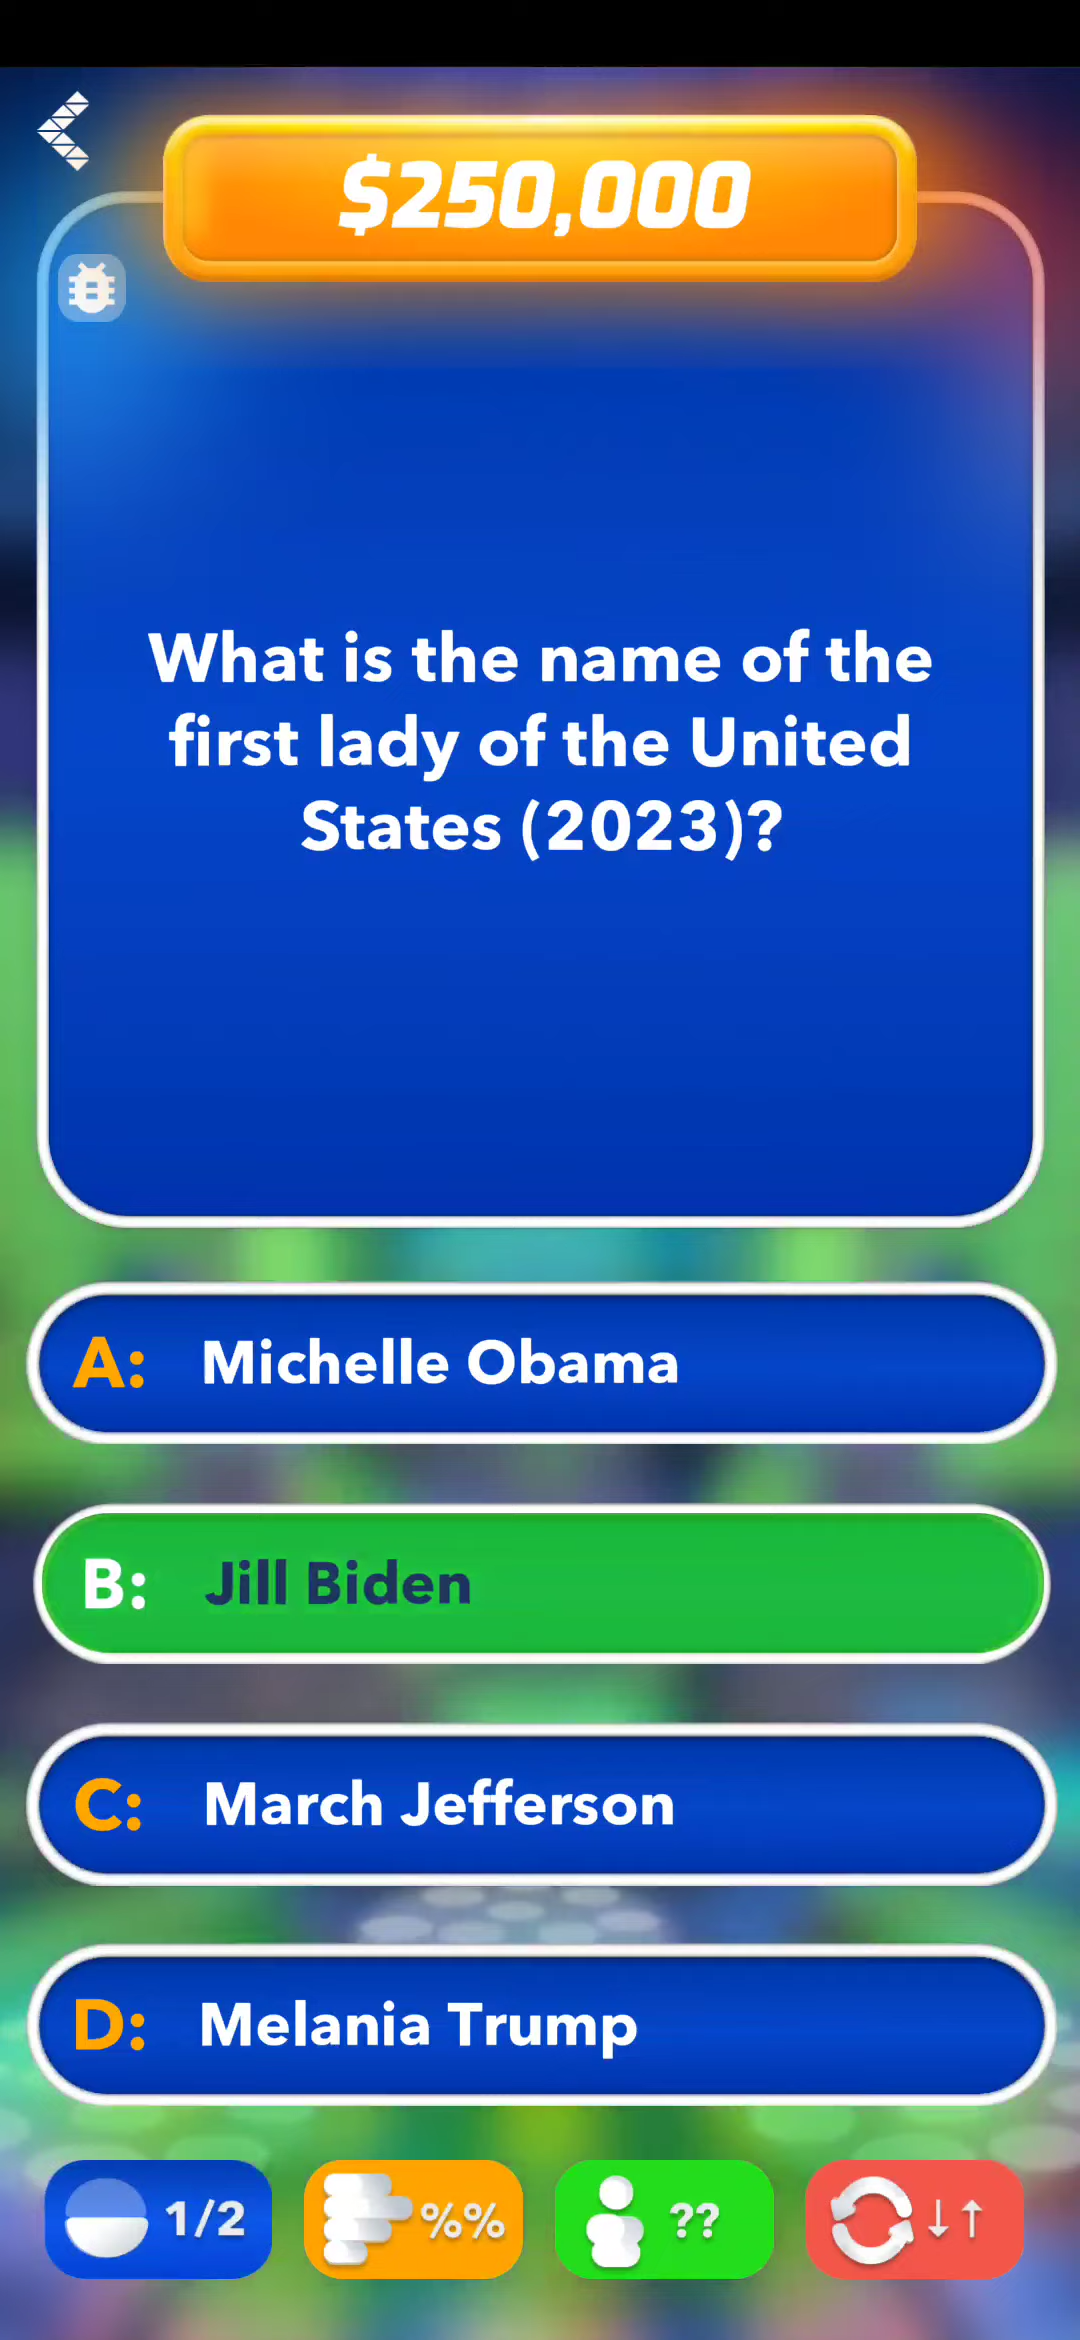 $250,000
What is the name of the
first lady of the United
States (2023)?
A: Michelle Obama
B: Jill Biden
C: March Jefferson
D: Melania Trump
1/2 %% ?? ↓↑